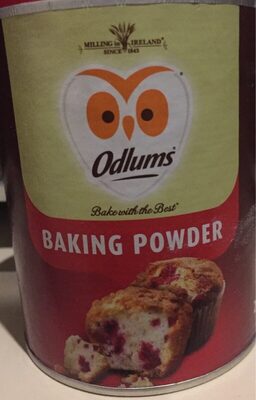 MILLING in IRELAND
SINCE 1845
Odlums®
Bake with the Best®
BAKING POWDER